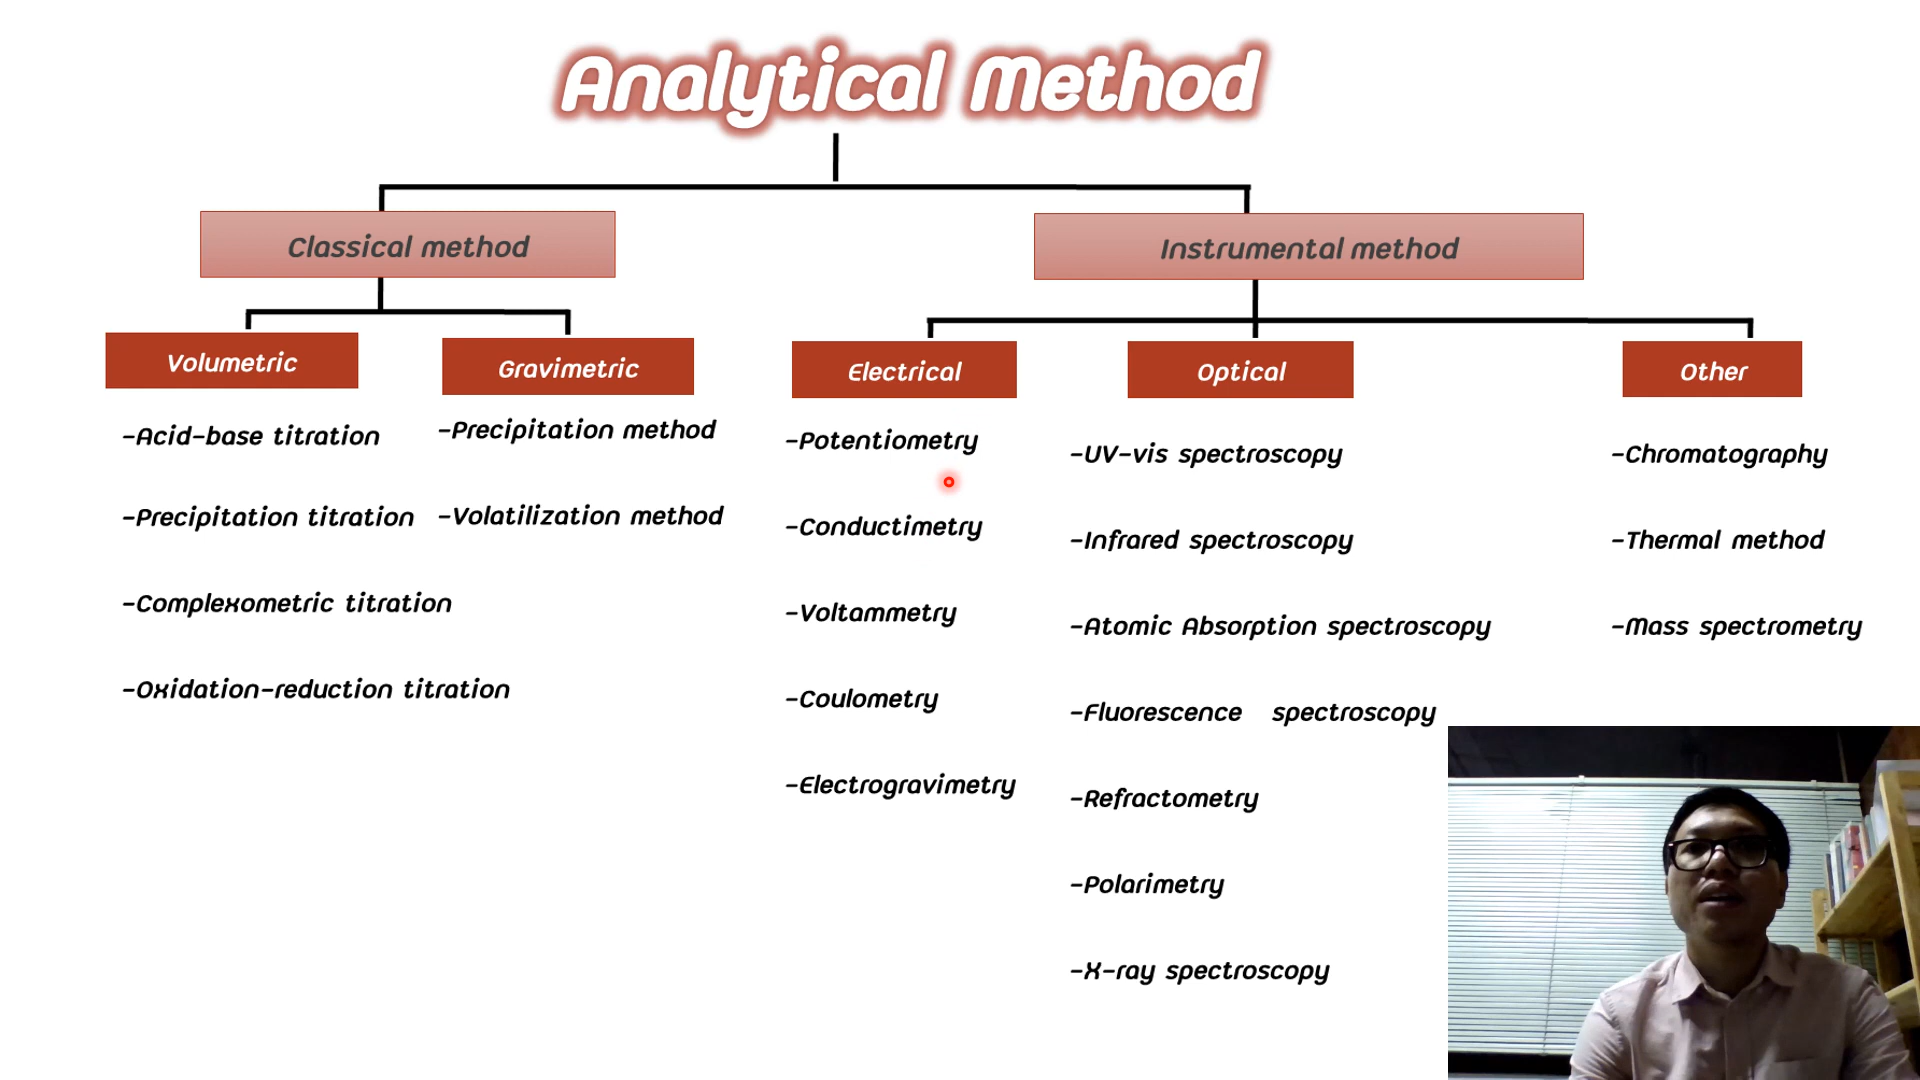 Analytical Method
Classical method
Instrumental method
Volumetric
Gravimetric
Electrical
Optical
Other
-Acid-base titration
-Precipitation titration
-Complexometric titration
-Oxidation-reduction titration
-Precipitation method
-Volatilization method
-Potentiometry
-Conductimetry
-Voltammetry
-Coulometry
-Electrogravimetry
-UV-vis spectroscopy
-Infrared spectroscopy
-Atomic Absorption spectroscopy
-Fluorescence spectroscopy
-Refractometry
-Polarimetry
-X-ray spectroscopy
-Chromatography
-Thermal method
-Mass spectrometry